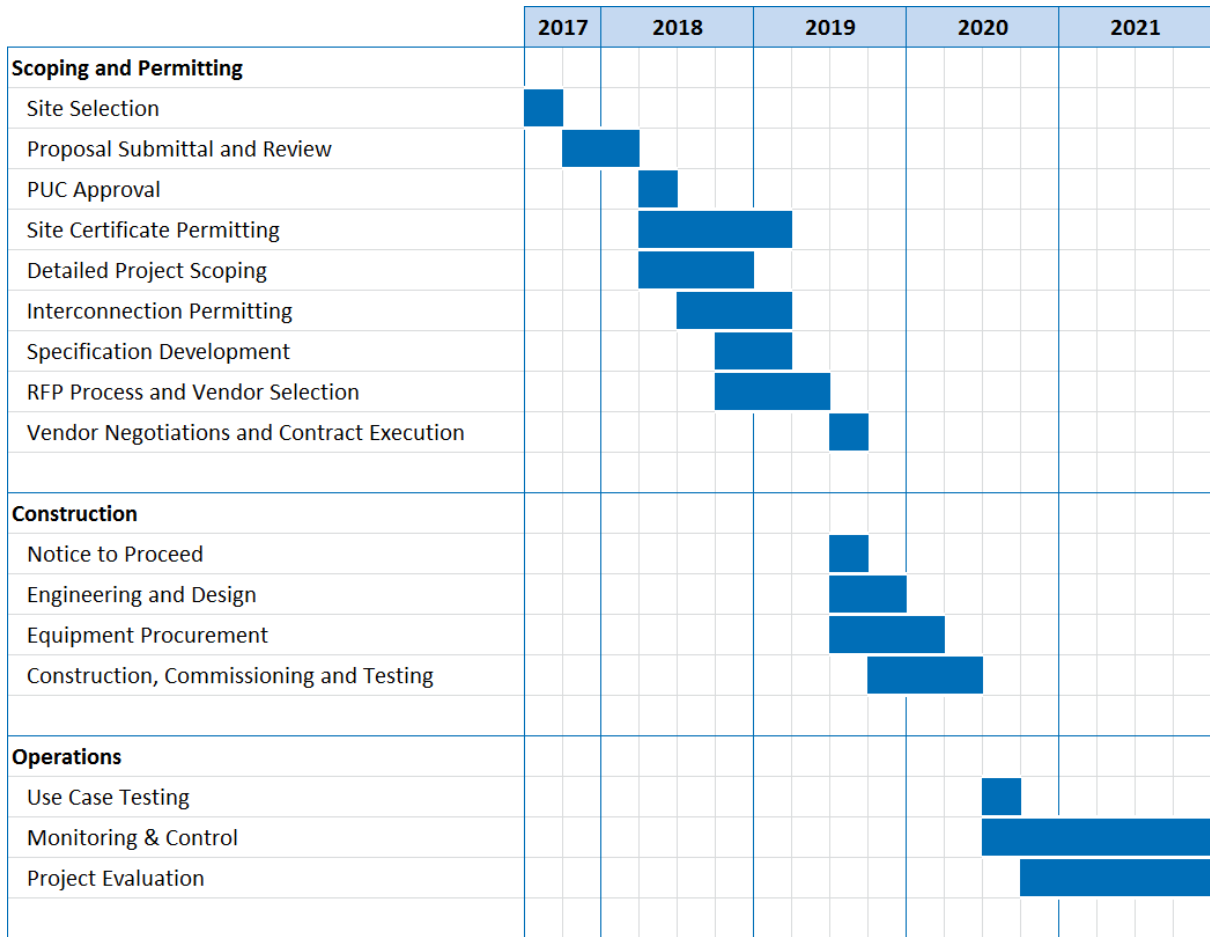 2017 2018 2019 2020 2021
Scoping and Permitting
Site Selection
Proposal Submittal and Review
PUC Approval
Site Certificate Permitting
Detailed Project Scoping
Interconnection Permitting
Specification Development
RFP Process and Vendor Selection
Vendor Negotiations and Contract Execution
Construction
Notice to Proceed
Engineering and Design
Equipment Procurement
Construction, Commissioning and Testing
Operations
Use Case Testing
Monitoring & Control
Project Evaluation